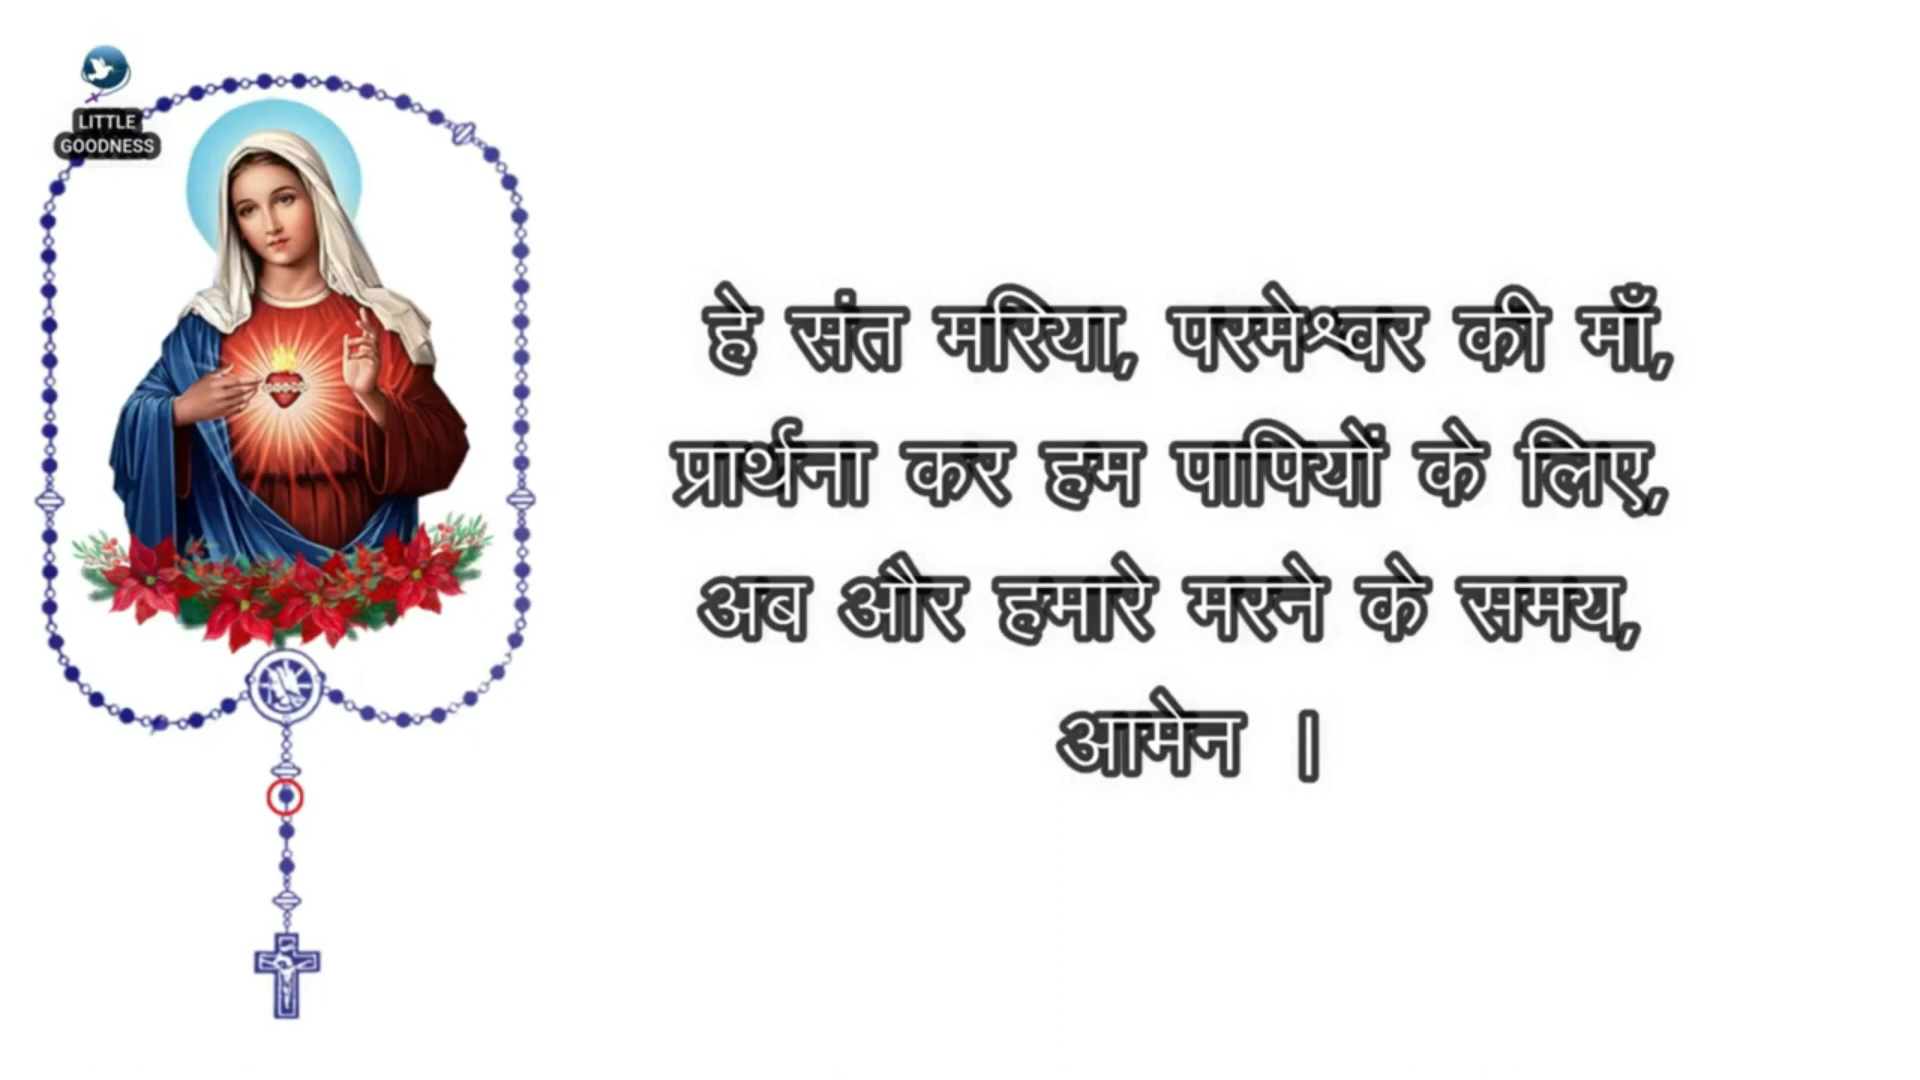 LITTLE
GOODNESS
हे संत मरिया, परमेश्वर की माँ,
प्रार्थना कर हम पापियों के लिए,
अब और हमारे मरने के समय,
आमेन ।